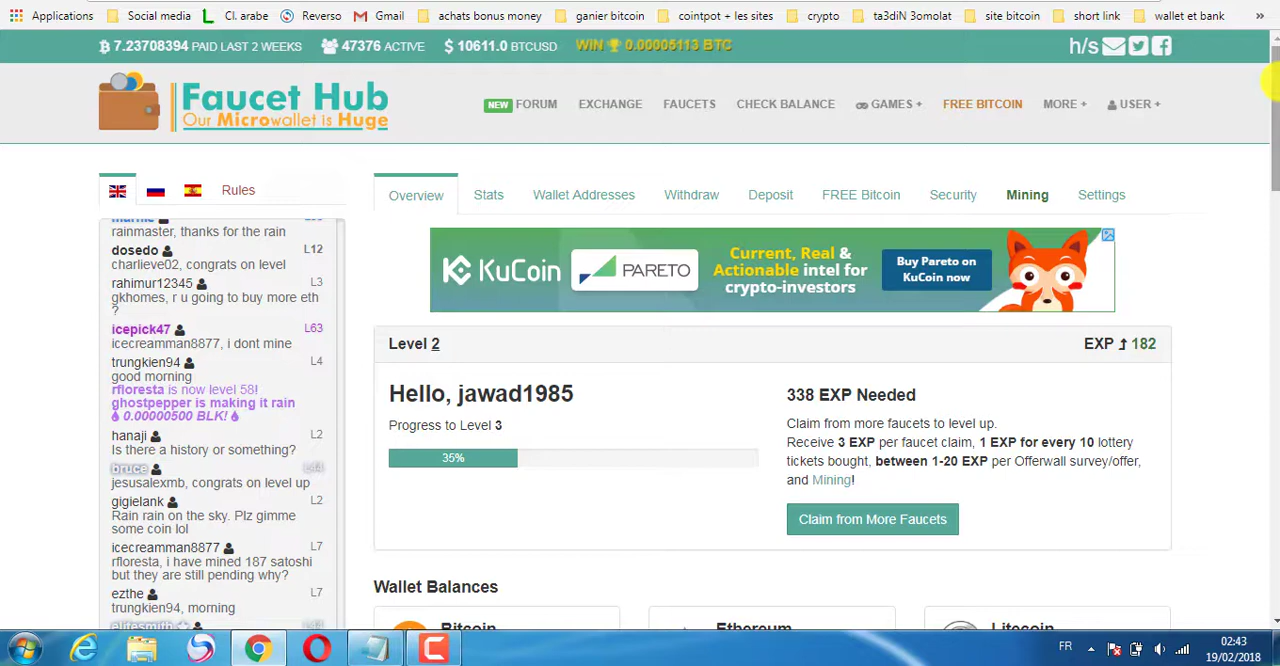 Applications Social media Cl. arabe Reverso Gmail achats bonus money ganier bitcoin cointpot + les sites crypto ta3diN 3omolat site bitcoin short link wallet et bank »
7.23708394 PAID LAST 2 WEEKS 47376 ACTIVE $ 10611.0 BTCUSD WIN 0.00005113 BTC h/s
Faucet Hub
Our Microwallet is Huge
NEW FORUM EXCHANGE FAUCETS CHECK BALANCE GAMES + FREE BITCOIN MORE + USER +
Rules
Overview Stats Wallet Addresses Withdraw Deposit FREE Bitcoin Security Mining Settings
rainmaster, thanks for the rain
dosedo L12
charlieve02, congrats on level
rahimur12345 L3
gkhomes, r u going to buy more eth
?
icepick47 L63
icecreamman8877, i dont mine
trungkien94 L4
good morning
rfloresta is now level 58!
ghostpepper is making it rain
0.00000500 BLK!
hanaji L2
Is there a history or something?
bruce L44
jesusalexmb, congrats on level up
gigielank L2
Rain rain on the sky. Plz gimme
some coin lol
icecreamman8877 L7
rfloresta, i have mined 187 satoshi
but they are still pending why?
ezthe L7
trungkien94, morning
elitesmith L44
KUCOIN PARETO
Current, Real &
Actionable intel for
crypto-investors
Buy Pareto on
KuCoin now
Level 2 EXP 182
Hello, jawad1985
Progress to Level 3
35%
338 EXP Needed
Claim from more faucets to level up.
Receive 3 EXP per faucet claim, 1 EXP for every 10 lottery
tickets bought, between 1-20 EXP per Offerwall survey/offer,
and Mining!
Claim from More Faucets
Wallet Balances
Bitcoin Ethereum Litecoin
FR 02:43
19/02/2018